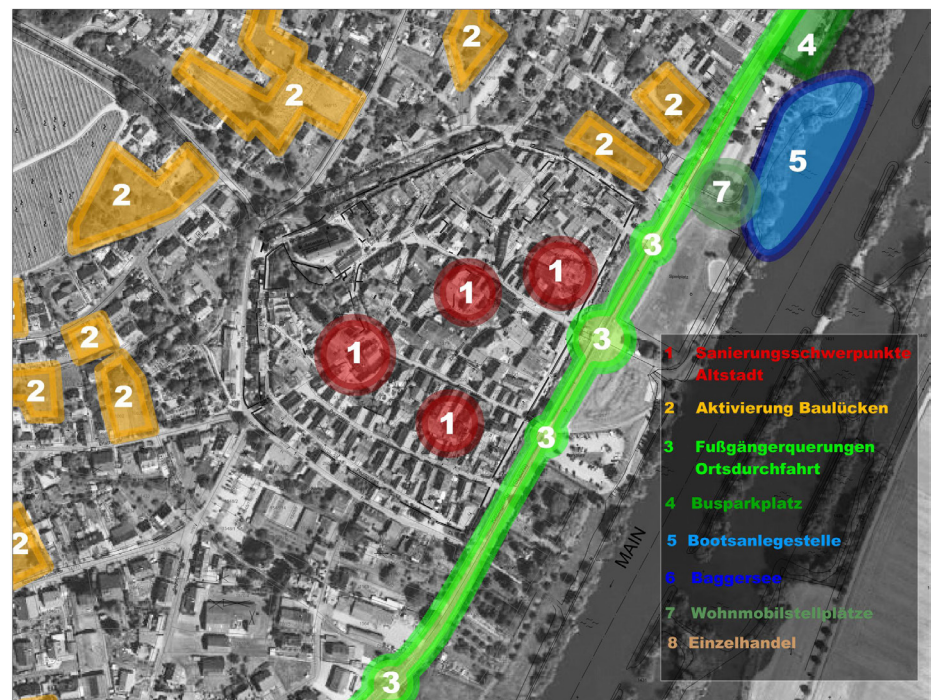 2
4
2
2
2
5
2
7
3
1
1
1
3
2
2
2
1
3
2
3
MAIN
1 Sanierungsschwerpunkte
Altstadt
2 Aktivierung Baulücken
3 Fußgängerquerungen
Ortsdurchfahrt
4 Busparkplatz
5 Bootsanlegestelle
6 Baggersee
7 Wohnmobilstellplätze
8 Einzelhandel